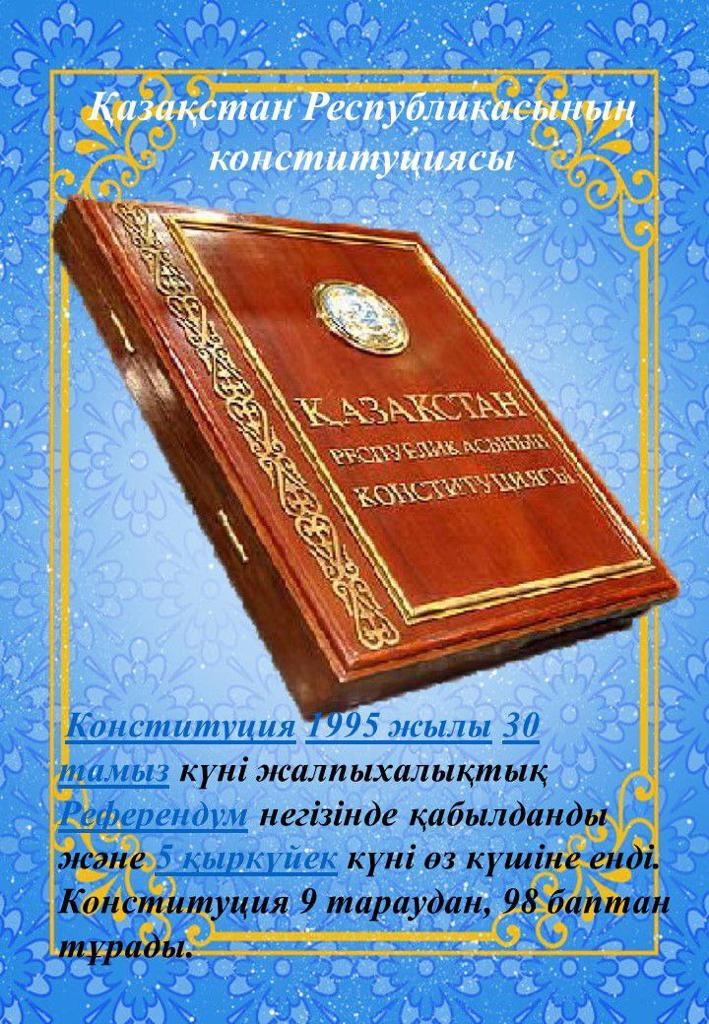 Қазақстан Республикасының
конституциясы
ҚАЗАҚСТАН
РЕСПУБЛИКАСЫНЫҢ
КОНСТИТУЦИЯСЫ
Конституция 1995 жылы 30
тамыз күні жалпыхалықтық
Референдум негізінде қабылданды
және 5 қыркүйек күні өз күшіне енді.
Конституция 9 тараудан, 98 баптан
тұрады.